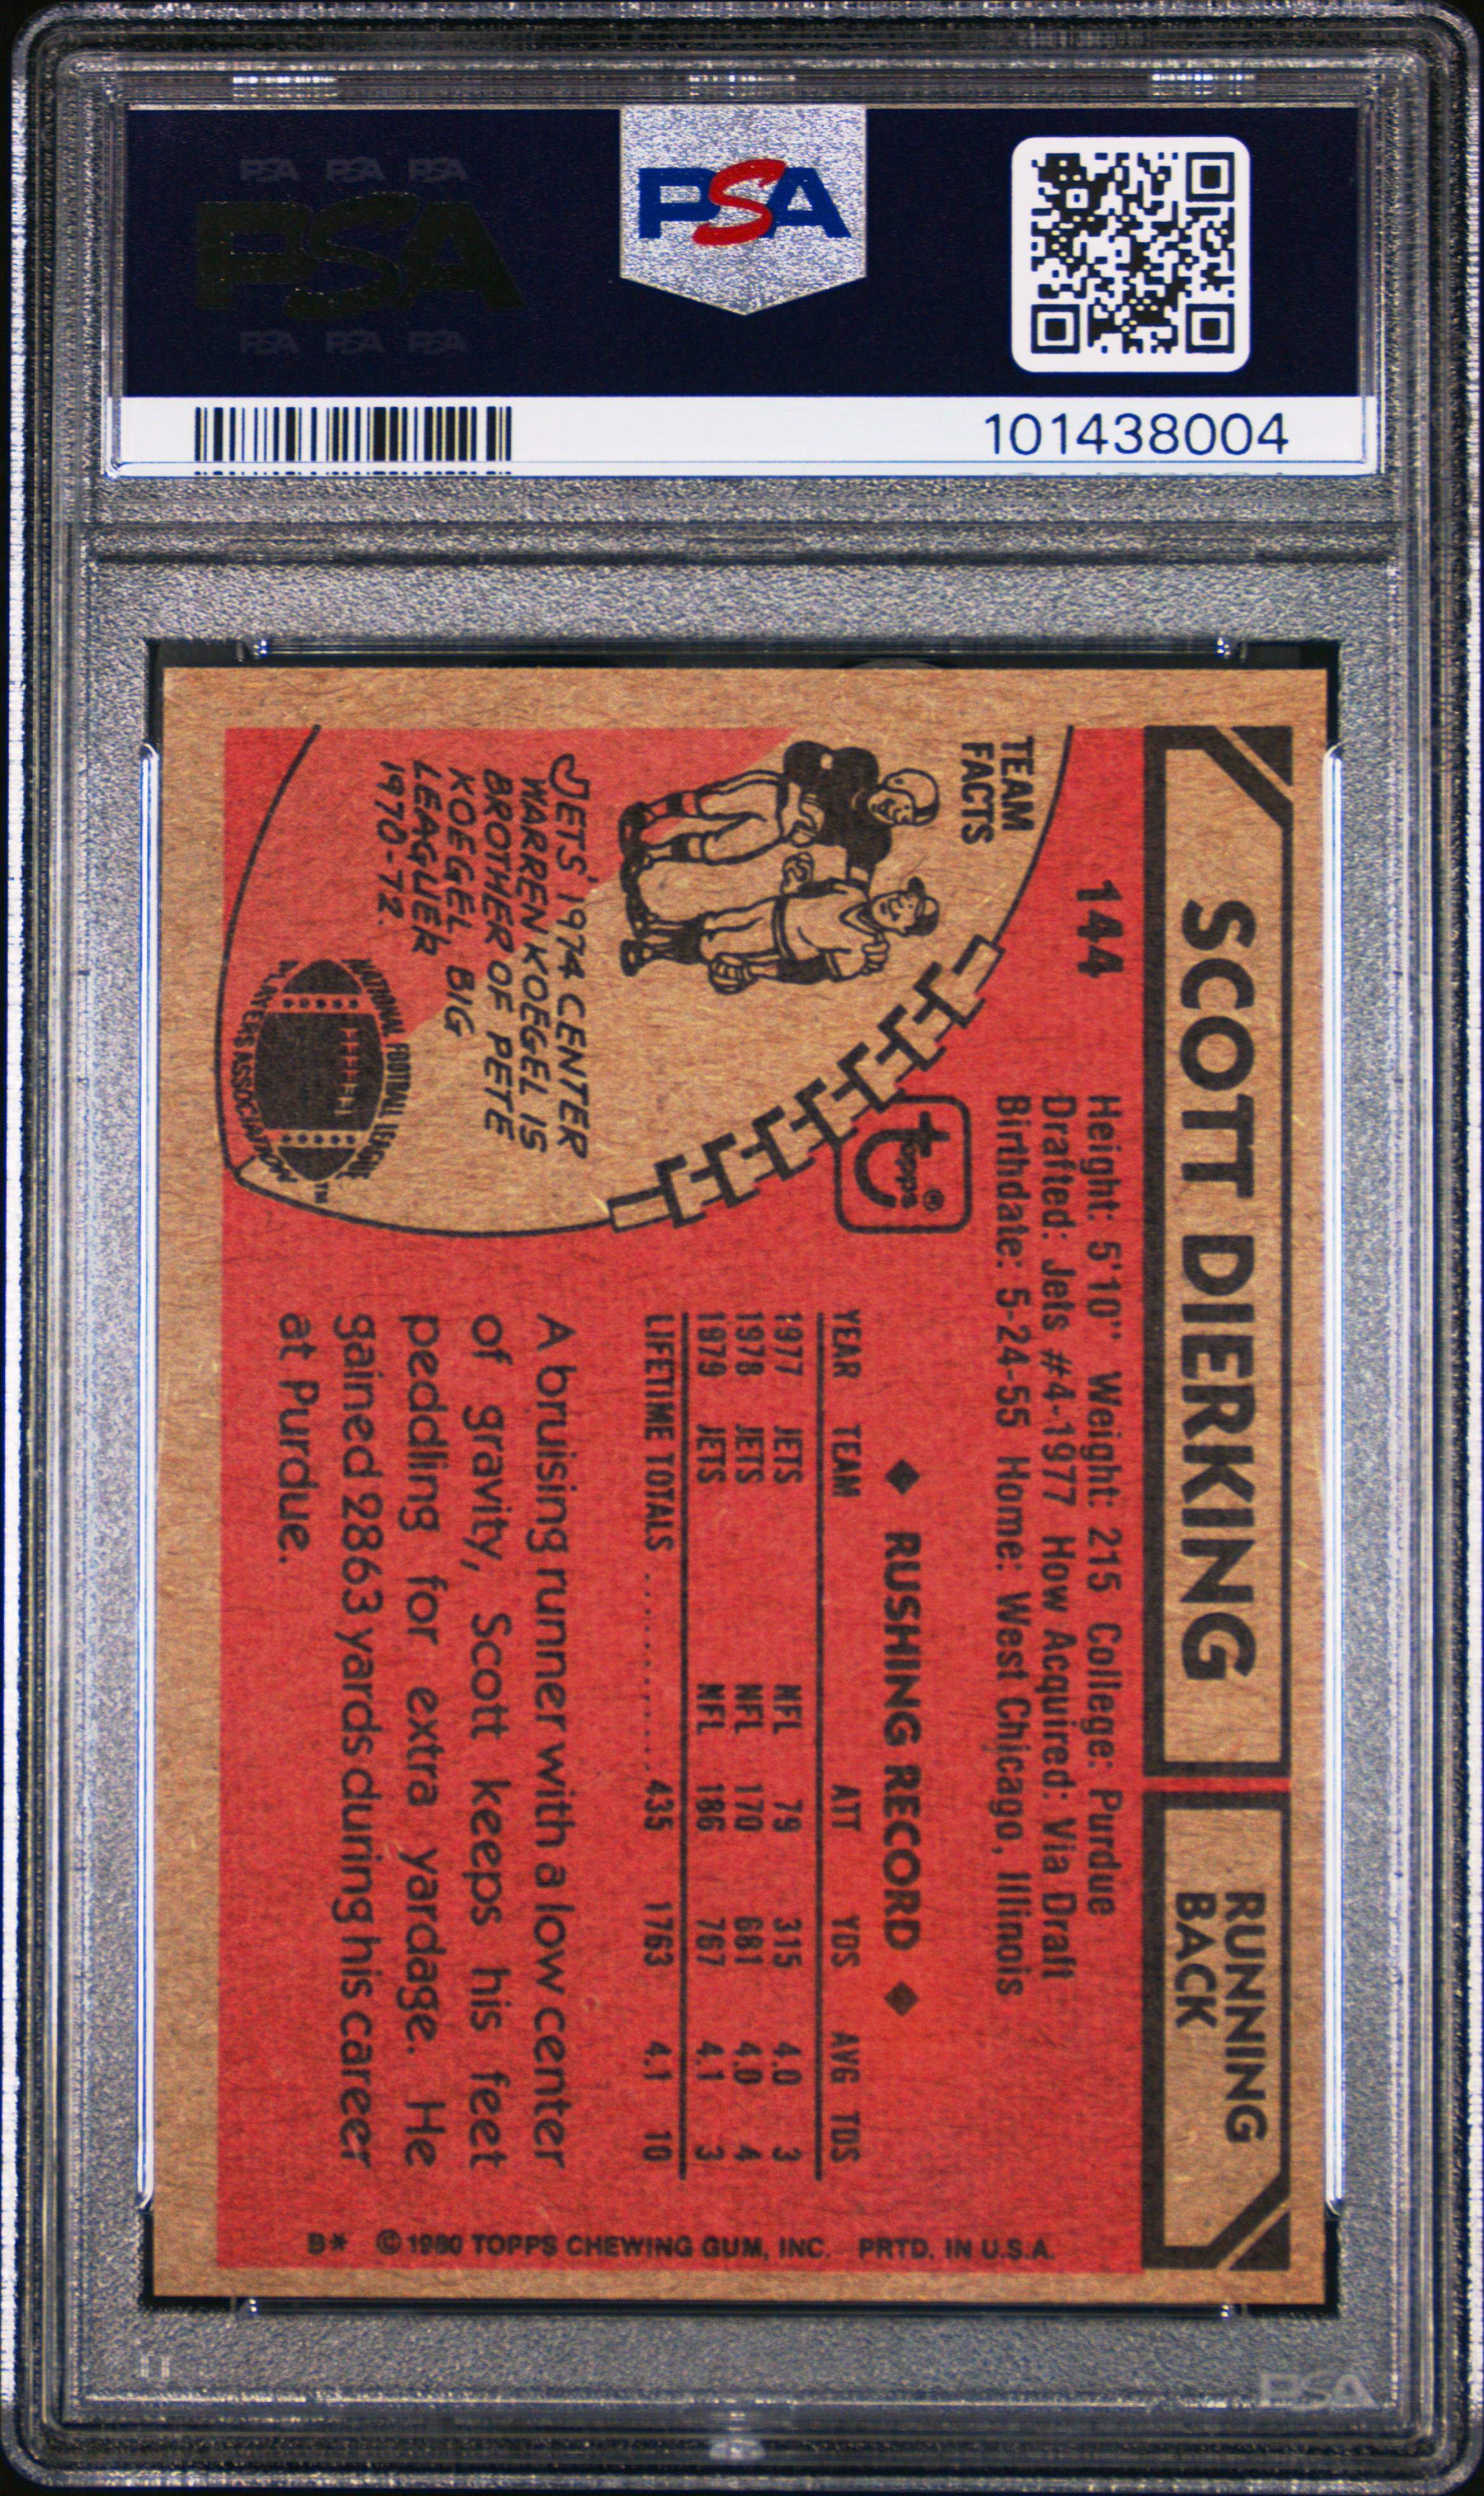 PSA PSA PSA
PSA
PSA PSA PSA
PSA
101438004
SCOTT DIERKING
RUNNING
BACK
144
Height: 5'10" Weight: 215 College: Purdue
Drafted: Jets #4-1977 How Acquired: Via Draft
Birthdate: 5-24-55 Home: West Chicago, Illinois
TEAM
FACTS
JETS' 1974 CENTER
WARREN KOEGEL IS
BROTHER OF PETE
KOEGEL BIG
LEAGUER
1970-72.
NATIONAL FOOTBALL LEAGUE
PLAYERS ASSOCIATION
TM
topps®
◆ RUSHING RECORD ◆
YEAR TEAM ATT YDS AVG TDS
1977 JETS NFL 79 315 4.0 3
1978 JETS NFL 170 681 4.0 4
1979 JETS NFL 186 767 4.1 3
LIFETIME TOTALS ............ 435 1763 4.1 10
A bruising runner with a low center
of gravity, Scott keeps his feet
peddling for extra yardage. He
gained 2863 yards during his career
at Purdue.
B* © 1980 TOPPS CHEWING GUM, INC. PRTD. IN U.S.A.
PSA